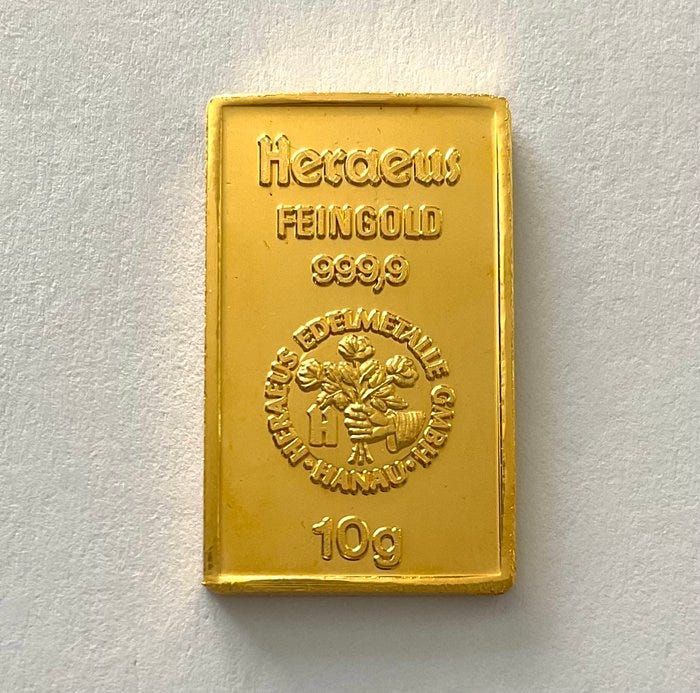 Heraeus
FEINGOLD
999,9
HERAEUS EDELMETALLE GMBH
• HANAU •
H
10g